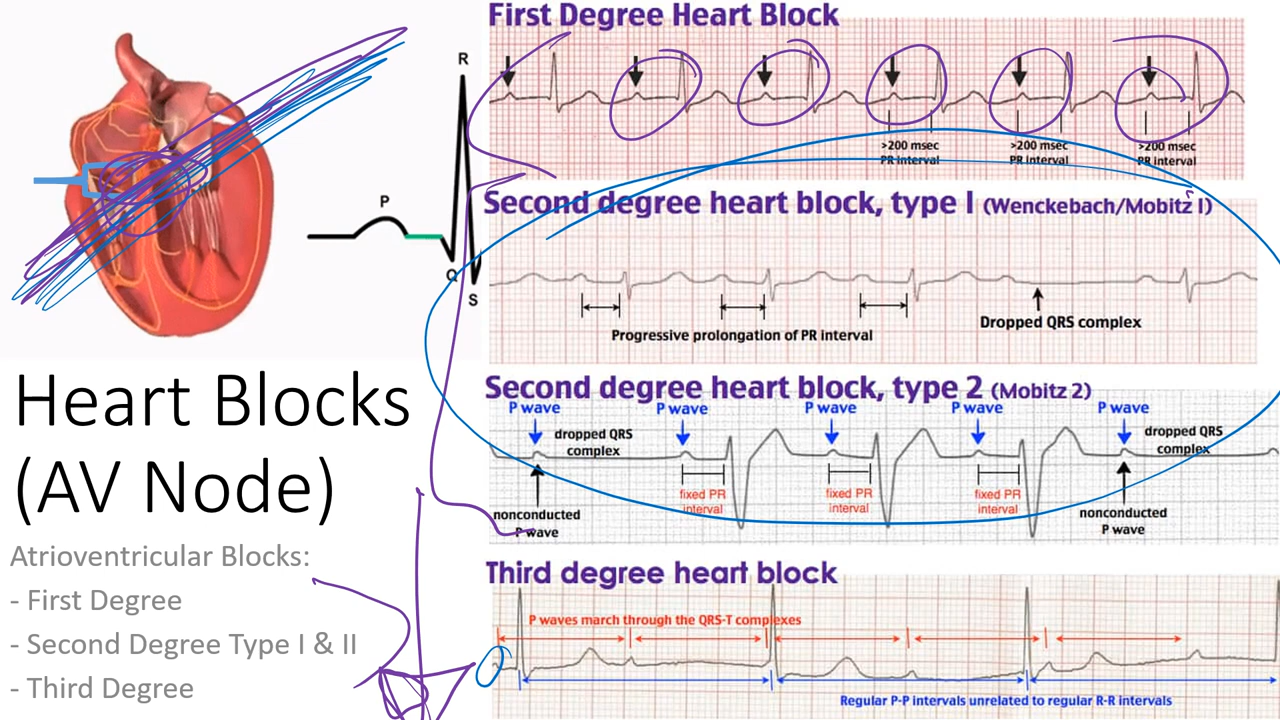 First Degree Heart Block
>200 msec
PR interval
>200 msec
PR interval
>200 msec
PR interval
R
P
Q
S
Second degree heart block, type I (Wenckebach/Mobitz I)
Progressive prolongation of PR interval
Dropped QRS complex
Second degree heart block, type 2 (Mobitz 2)
P wave
P wave
P wave
P wave
P wave
dropped QRS
complex
dropped QRS
complex
fixed PR
interval
fixed PR
interval
fixed PR
interval
nonconducted
P wave
nonconducted
P wave
Third degree heart block
P waves march through the QRS-T complexes
Regular P-P intervals unrelated to regular R-R intervals
Heart Blocks
(AV Node)
Atrioventricular Blocks:
- First Degree
- Second Degree Type I & II
- Third Degree